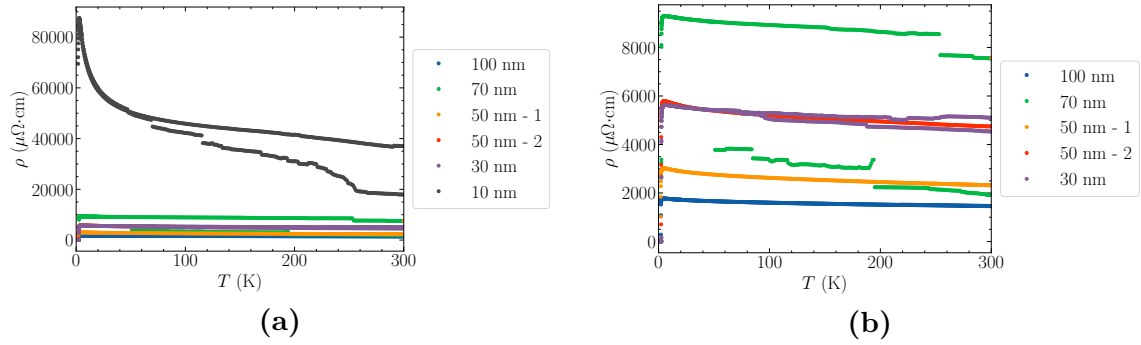 80000
60000
40000
20000
0
ρ (μΩ·cm)
0
100
200
300
T (K)
100 nm
70 nm
50 nm - 1
50 nm - 2
30 nm
10 nm
(a)
8000
6000
4000
2000
0
ρ (μΩ·cm)
0
100
200
300
T (K)
100 nm
70 nm
50 nm - 1
50 nm - 2
30 nm
(b)